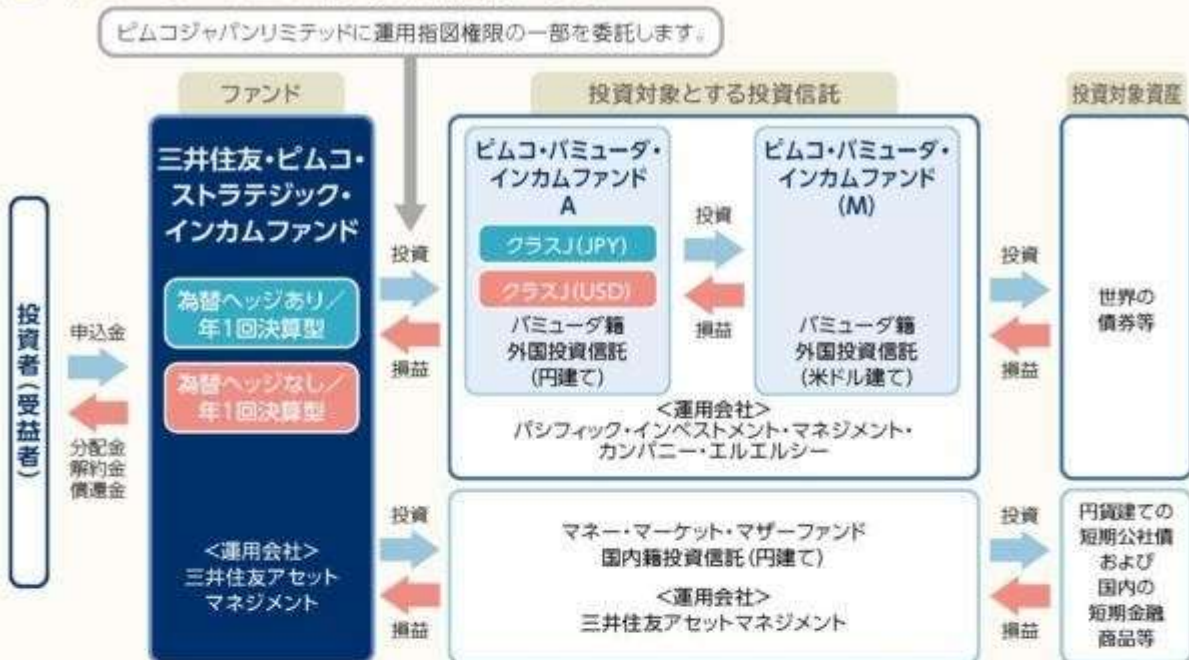 ピムコジャパンリミテッドに運用指図権限の一部を委託します。
ファンド
投資対象とする投資信託
投資対象資産
投資者(受益者)
申込金
分配金
解約金
償還金
三井住友・ピムコ・
ストラテジック・
インカムファンド
為替ヘッジあり/
年1回決算型
為替ヘッジなし/
年1回決算型
<運用会社>
三井住友アセット
マネジメント
投資
損益
ピムコ・バミューダ・
インカムファンド
A
クラスJ(JPY)
クラスJ(USD)
バミューダ籍
外国投資信託
(円建て)
投資
損益
ピムコ・バミューダ・
インカムファンド
(M)
バミューダ籍
外国投資信託
(米ドル建て)
<運用会社>
パシフィック・インベストメント・マネジメント・
カンパニー・エルエルシー
投資
損益
世界の
債券等
投資
損益
マネー・マーケット・マザーファンド
国内籍投資信託(円建て)
<運用会社>
三井住友アセットマネジメント
投資
損益
円貨建ての
短期公社債
および
国内の
短期金融
商品等